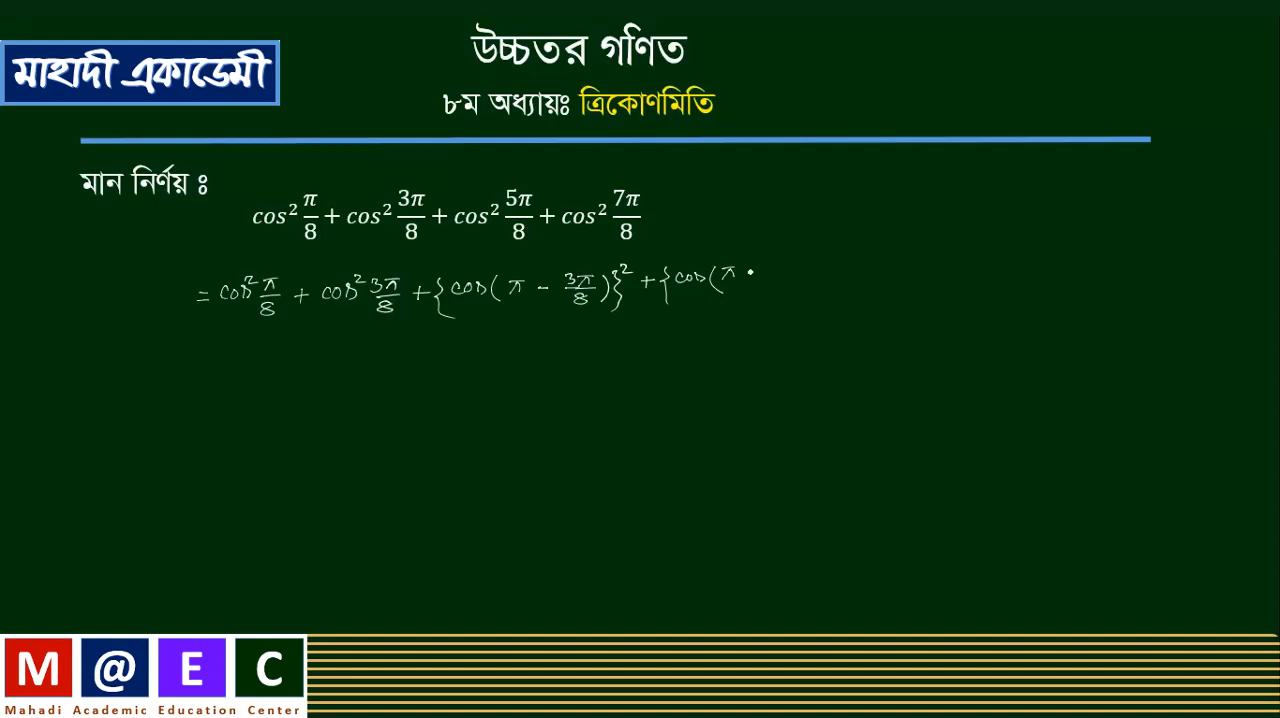 উচ্চতর গণিত
মাহাদী একাডেমী
৮ম অধ্যায়ঃ ত্রিকোণমিতি
মান নির্ণয় ঃ
cos² π/8 + cos² 3π/8 + cos² 5π/8 + cos² 7π/8
= cos² π/8 + cos² 3π/8 + {cos(π - 3π/8)}² + {cos(π
M @ E C
Mahadi Academic Education Center